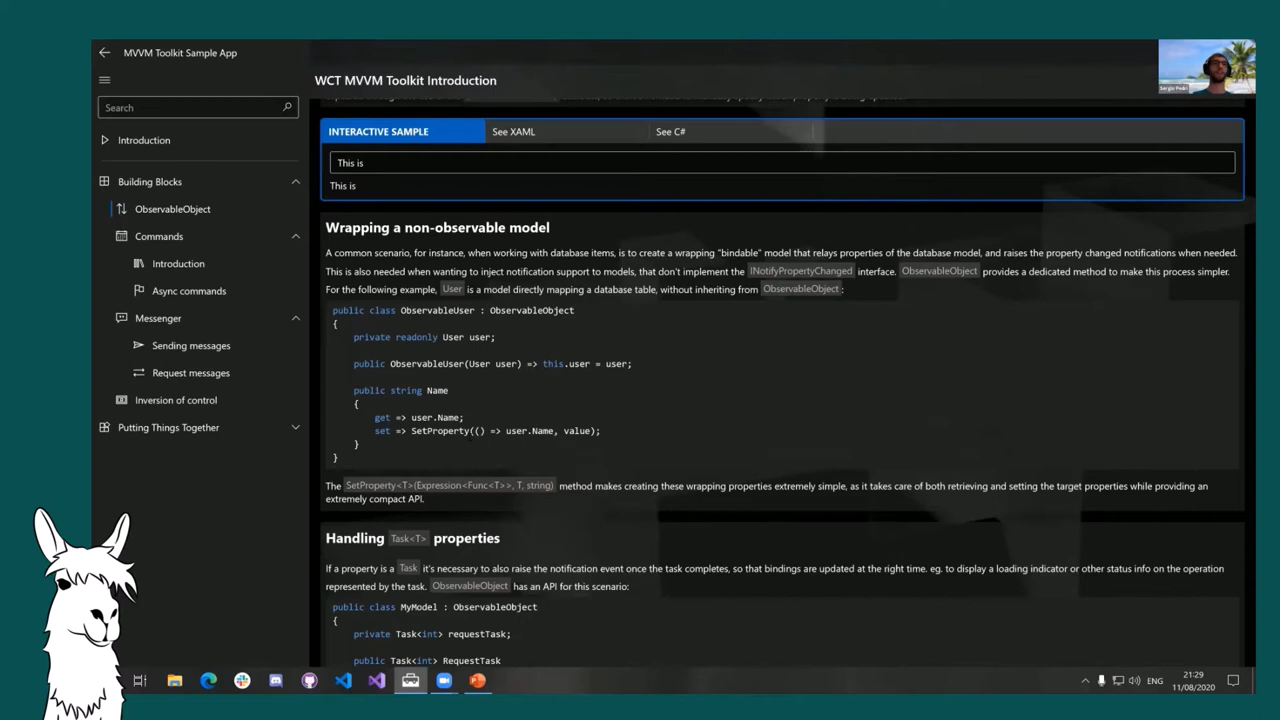 MVVM Toolkit Sample App
Search
Introduction
Building Blocks
ObservableObject
Commands
Introduction
Async commands
Messenger
Sending messages
Request messages
Inversion of control
Putting Things Together
WCT MVVM Toolkit Introduction
Sergio Pedri
INTERACTIVE SAMPLE See XAML See C#
This is
This is
Wrapping a non-observable model
A common scenario, for instance, when working with database items, is to create a wrapping "bindable" model that relays properties of the database model, and raises the property changed notifications when needed.
This is also needed when wanting to inject notification support to models, that don't implement the INotifyPropertyChanged interface. ObservableObject provides a dedicated method to make this process simpler.
For the following example, User is a model directly mapping a database table, without inheriting from ObservableObject :
public class ObservableUser : ObservableObject
{
private readonly User user;
public ObservableUser(User user) => this.user = user;
public string Name
{
get => user.Name;
set => SetProperty(() => user.Name, value);
}
}
The SetProperty<T>(Expression<Func<T>>, T, string) method makes creating these wrapping properties extremely simple, as it takes care of both retrieving and setting the target properties while providing an
extremely compact API.
Handling Task<T> properties
If a property is a Task it's necessary to also raise the notification event once the task completes, so that bindings are updated at the right time. eg. to display a loading indicator or other status info on the operation
represented by the task. ObservableObject has an API for this scenario:
public class MyModel : ObservableObject
{
private Task<int> requestTask;
public Task<int> RequestTask
ENG
21:29
11/08/2020